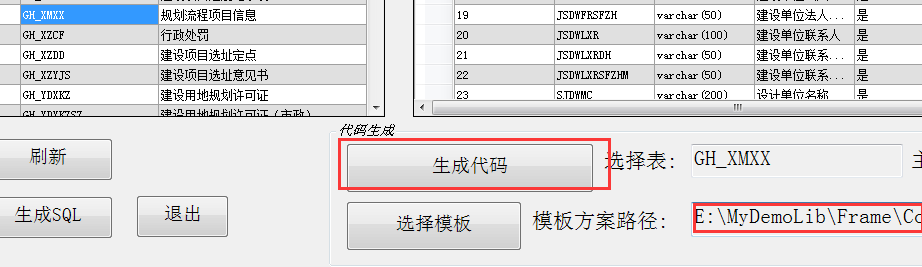 GH_XMXX 规划流程项目信息
GH_XZCF 行政处罚
GH_XZDD 建设项目选址定点
GH_XZYJS 建设项目选址意见书
GH_YDXKZ 建设用地规划许可证
GH_YDXKZSZ 建设用地规划许可证(市政)
19 JSDWFRSFZH varchar(50) 建设单位法人... 是
20 JSDWLXR varchar(100) 建设单位联系人 是
21 JSDWLXRDH varchar(50) 建设单位联系... 是
22 JSDWLXRSFZHM varchar(50) 建设单位联系... 是
23 SJDWMC varchar(200) 设计单位名称 是
代码生成
刷新
生成代码
选择表:
GH_XMXX
主
生成SQL
退出
选择模板
模板方案路径:
E:\MyDemoLib\Frame\Co